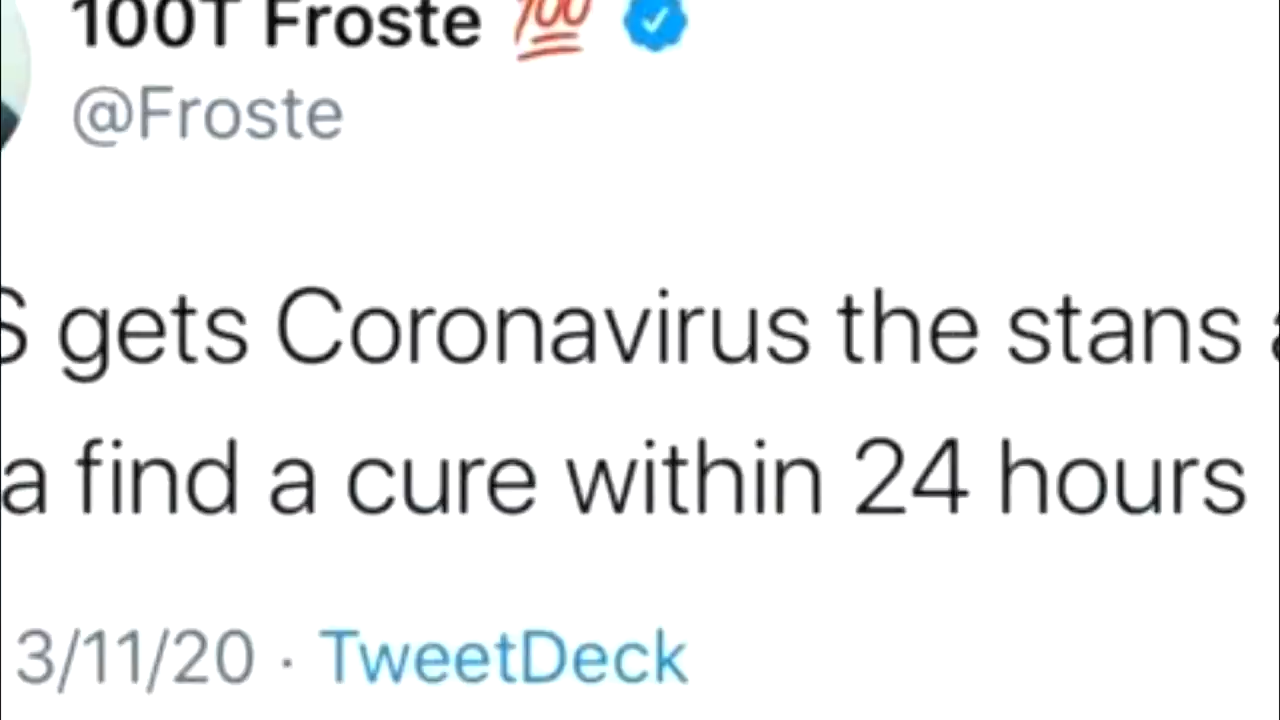 100T Froste 💯
@Froste
S gets Coronavirus the stans a
a find a cure within 24 hours
3/11/20 · TweetDeck